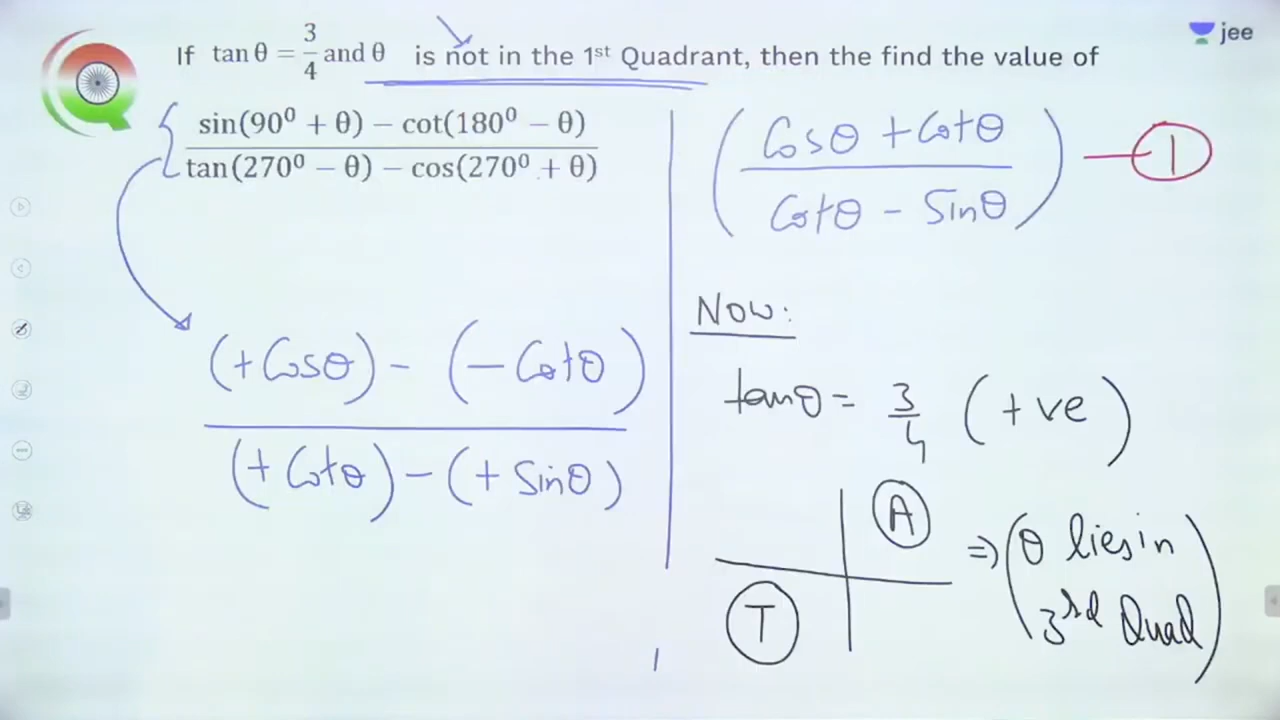 If tan θ = 3/4 and θ is not in the 1st Quadrant, then the find the value of
sin(90⁰ + θ) − cot(180⁰ − θ)
tan(270⁰ − θ) − cos(270⁰ + θ)
jee
(+ Cosθ) − (− Cotθ)
(+ Cotθ) − (+ Sinθ)
Cosθ + Cotθ
Cotθ − Sinθ
1
Now:
tanθ = 3/4 (+ve)
A
T
⇒ (θ lies in
3rd Quad)